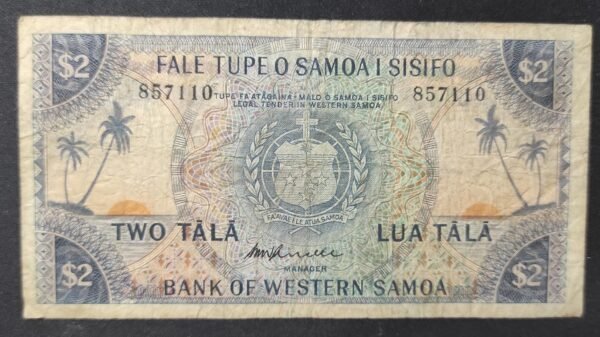 $2 FALE TUPE O SAMOA I SISIFO $2
857110 TUPE FA'ATAGAINA · MALO O SAMOA I SISIFO 857110
LEGAL TENDER IN WESTERN SAMOA
FA'AVAE I LE ATUA SAMOA
TWO TĀLĀ LUA TĀLĀ
MANAGER
$2 BANK OF WESTERN SAMOA $2